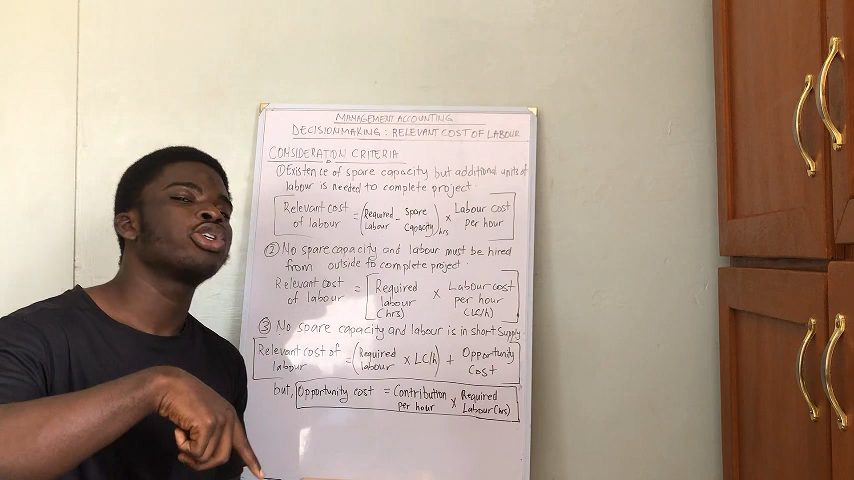 MANAGEMENT ACCOUNTING
DECISION MAKING : RELEVANT COST OF LABOUR
CONSIDERATION CRITERIA
① Existence of spare capacity but additional units of
labour is needed to complete project
Relevant cost of labour = (Required Labour - Spare Capacity) hrs × Labour cost per hour
② No spare capacity and labour must be hired
from outside to complete project.
Relevant cost of labour = [Required labour (hrs) × Labour cost per hour (LC/h)]
③ No spare capacity and labour is in short supply.
Relevant cost of labour = (Required labour × LC/h) + Opportunity Cost
but, Opportunity cost = Contribution per hour × Required Labour (hrs)